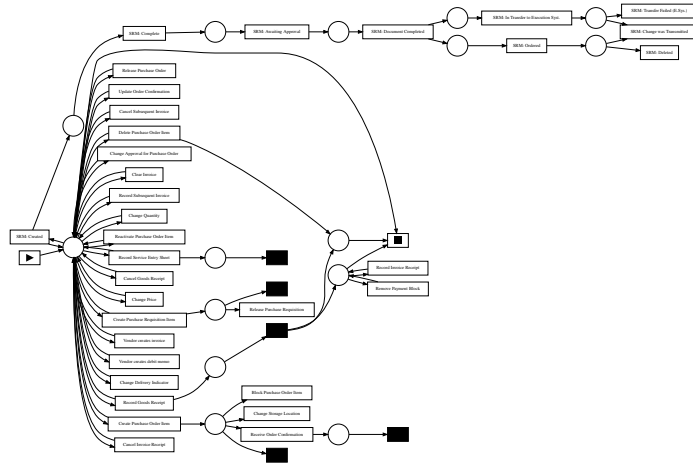 SRM: Complete
SRM: Awaiting Approval
SRM: Document Completed
SRM: In Transfer to Execution Syst.
SRM: Transfer Failed (E.Sys.)
SRM: Change was Transmitted
SRM: Ordered
SRM: Deleted
Release Purchase Order
Update Order Confirmation
Cancel Subsequent Invoice
Delete Purchase Order Item
Change Approval for Purchase Order
Clear Invoice
Record Subsequent Invoice
Change Quantity
SRM: Created
Reactivate Purchase Order Item
Record Service Entry Sheet
Cancel Goods Receipt
Record Invoice Receipt
Remove Payment Block
Change Price
Create Purchase Requisition Item
Release Purchase Requisition
Vendor creates invoice
Vendor creates debit memo
Change Delivery Indicator
Record Goods Receipt
Block Purchase Order Item
Change Storage Location
Create Purchase Order Item
Receive Order Confirmation
Cancel Invoice Receipt